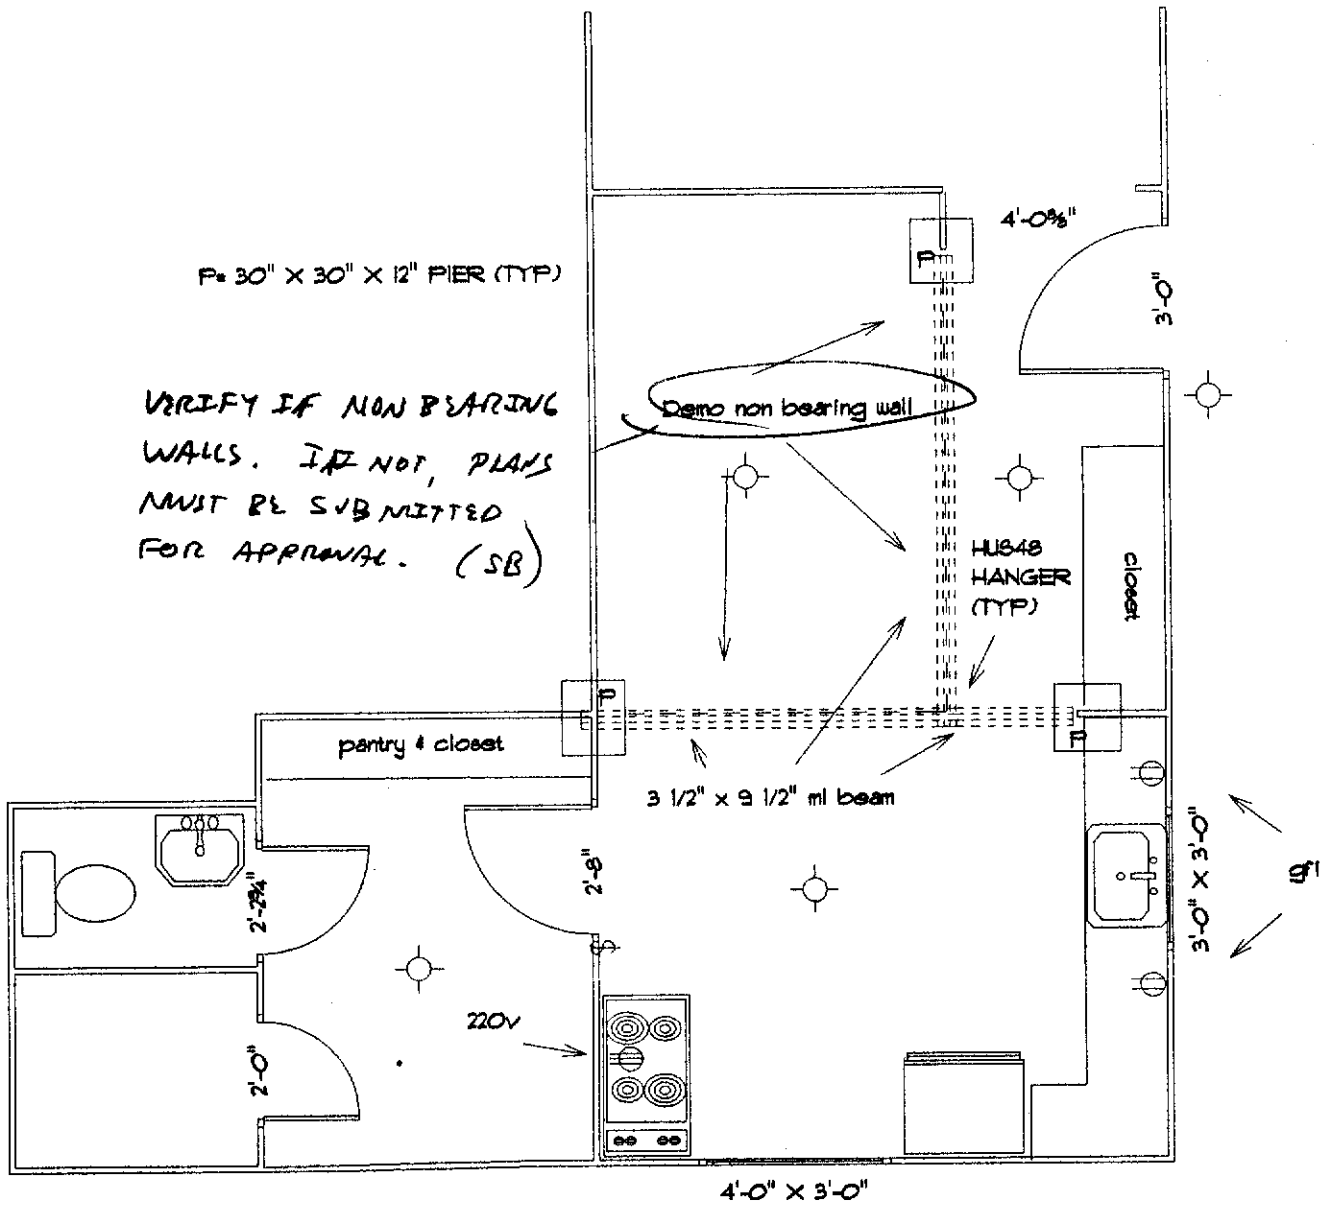 4'-0⅝"
P= 30" X 30" X 12" PIER (TYP)
P
3'-0"
VERIFY IF NON BEARING
WALLS. IF NOT, PLANS
MUST BE SUBMITTED
FOR APPROVAL. (SB)
Demo non bearing wall
HUS48
HANGER
(TYP)
closet
P
P
pantry & closet
3 1/2" x 9 1/2" ml beam
2'-8"
2'-2¾"
3'-0" X 3'-0"
gfi
220V
2'-0"
4'-0" X 3'-0"